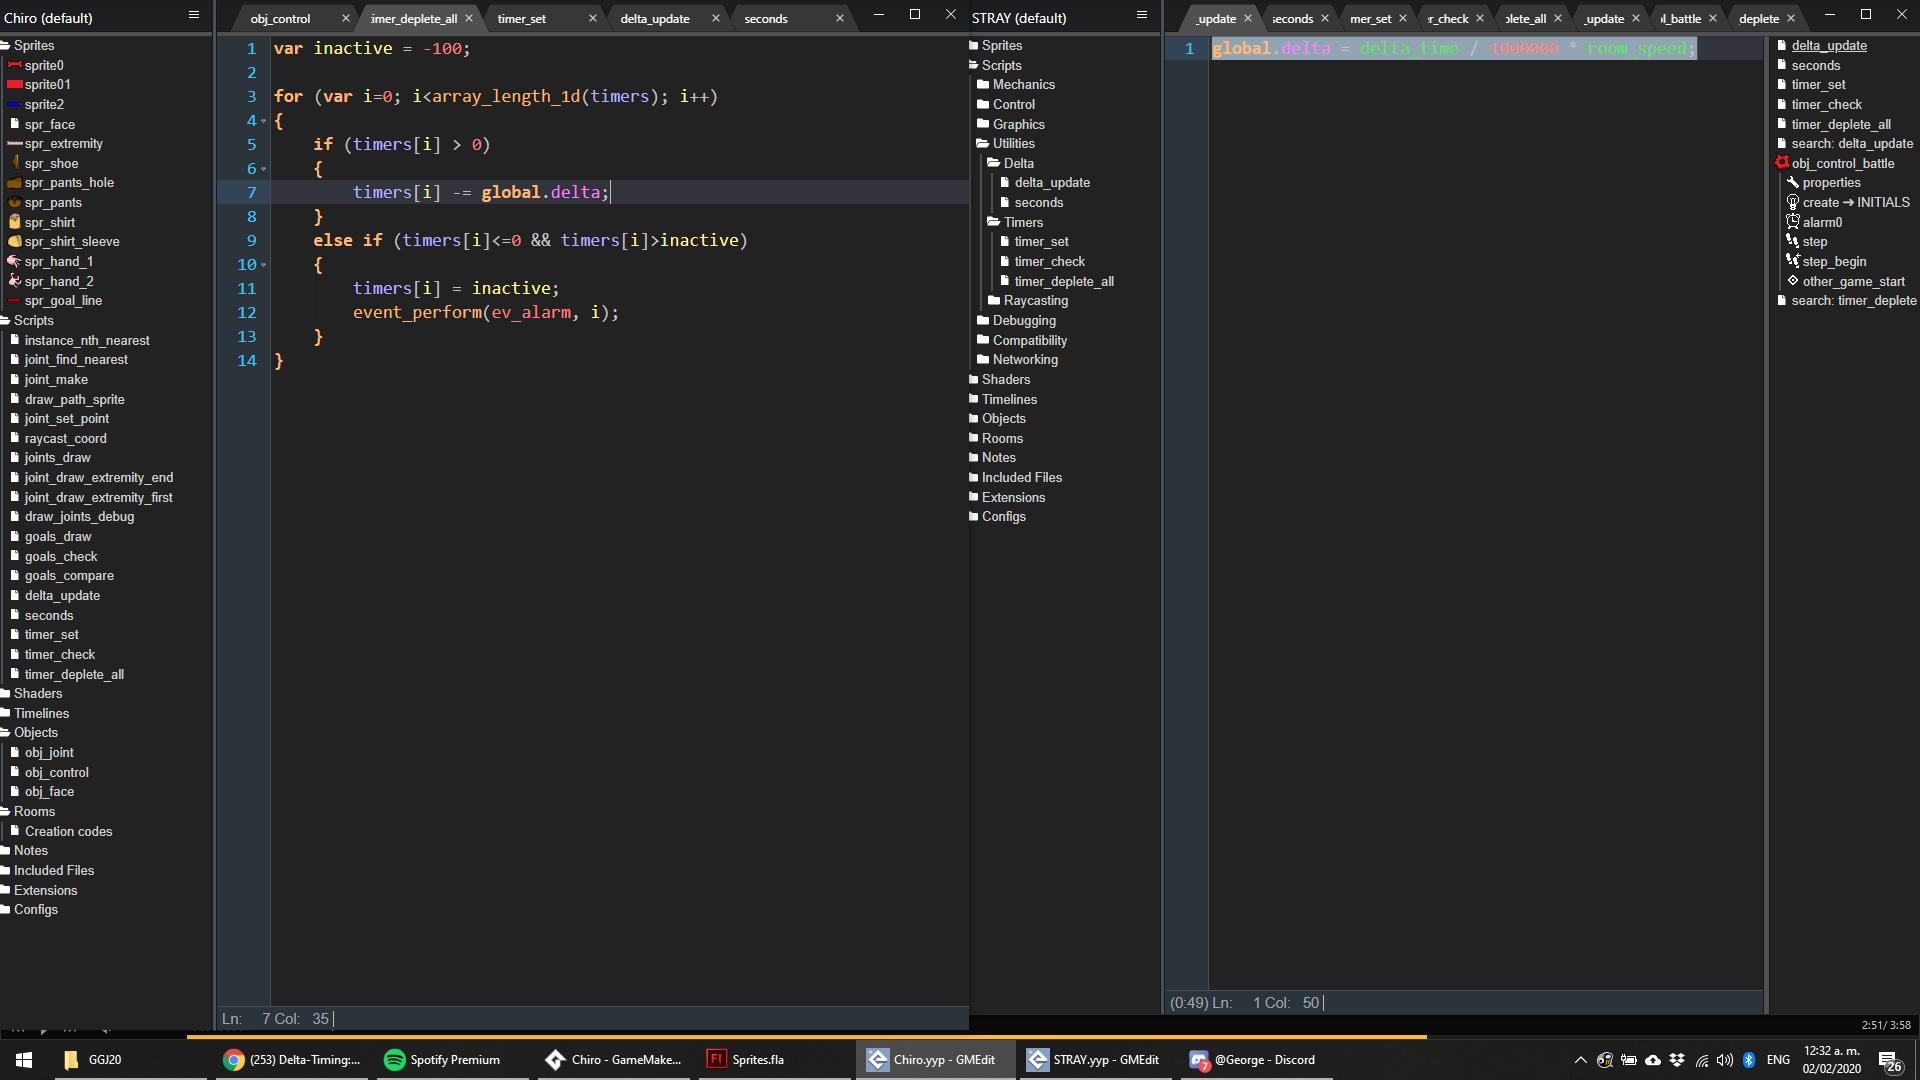 Chiro (default)
Sprites
sprite0
sprite01
sprite2
spr_face
spr_extremity
spr_shoe
spr_pants_hole
spr_pants
spr_shirt
spr_shirt_sleeve
spr_hand_1
spr_hand_2
spr_goal_line
Scripts
instance_nth_nearest
joint_find_nearest
joint_make
draw_path_sprite
joint_set_point
raycast_coord
joints_draw
joint_draw_extremity_end
joint_draw_extremity_first
draw_joints_debug
goals_draw
goals_check
goals_compare
delta_update
seconds
timer_set
timer_check
timer_deplete_all
Shaders
Timelines
Objects
obj_joint
obj_control
obj_face
Rooms
Creation codes
Notes
Included Files
Extensions
Configs
obj_control timer_deplete_all timer_set delta_update seconds
1 var inactive = -100;
2
3 for (var i=0; i<array_length_1d(timers); i++)
4 {
5 if (timers[i] > 0)
6 {
7 timers[i] -= global.delta;
8 }
9 else if (timers[i]<=0 && timers[i]>inactive)
10 {
11 timers[i] = inactive;
12 event_perform(ev_alarm, i);
13 }
14 }
Ln: 7 Col: 35
STRAY (default)
Sprites
Scripts
Mechanics
Control
Graphics
Utilities
Delta
delta_update
seconds
Timers
timer_set
timer_check
timer_deplete_all
Raycasting
Debugging
Compatibility
Networking
Shaders
Timelines
Objects
Rooms
Notes
Included Files
Extensions
Configs
_update seconds mer_set r_check plete_all _update l_battle deplete
1 global.delta = delta_time / 1000000 * room_speed;
(0:49) Ln: 1 Col: 50
delta_update
seconds
timer_set
timer_check
timer_deplete_all
search: delta_update
obj_control_battle
properties
create → INITIALS
alarm0
step
step_begin
other_game_start
search: timer_deplete
2:51/ 3:58
GGJ20
(253) Delta-Timing:...
Spotify Premium
Chiro - GameMake...
Fl Sprites.fla
Chiro.yyp - GMEdit
STRAY.yyp - GMEdit
7 @George - Discord
ENG
12:32 a. m.
02/02/2020
26